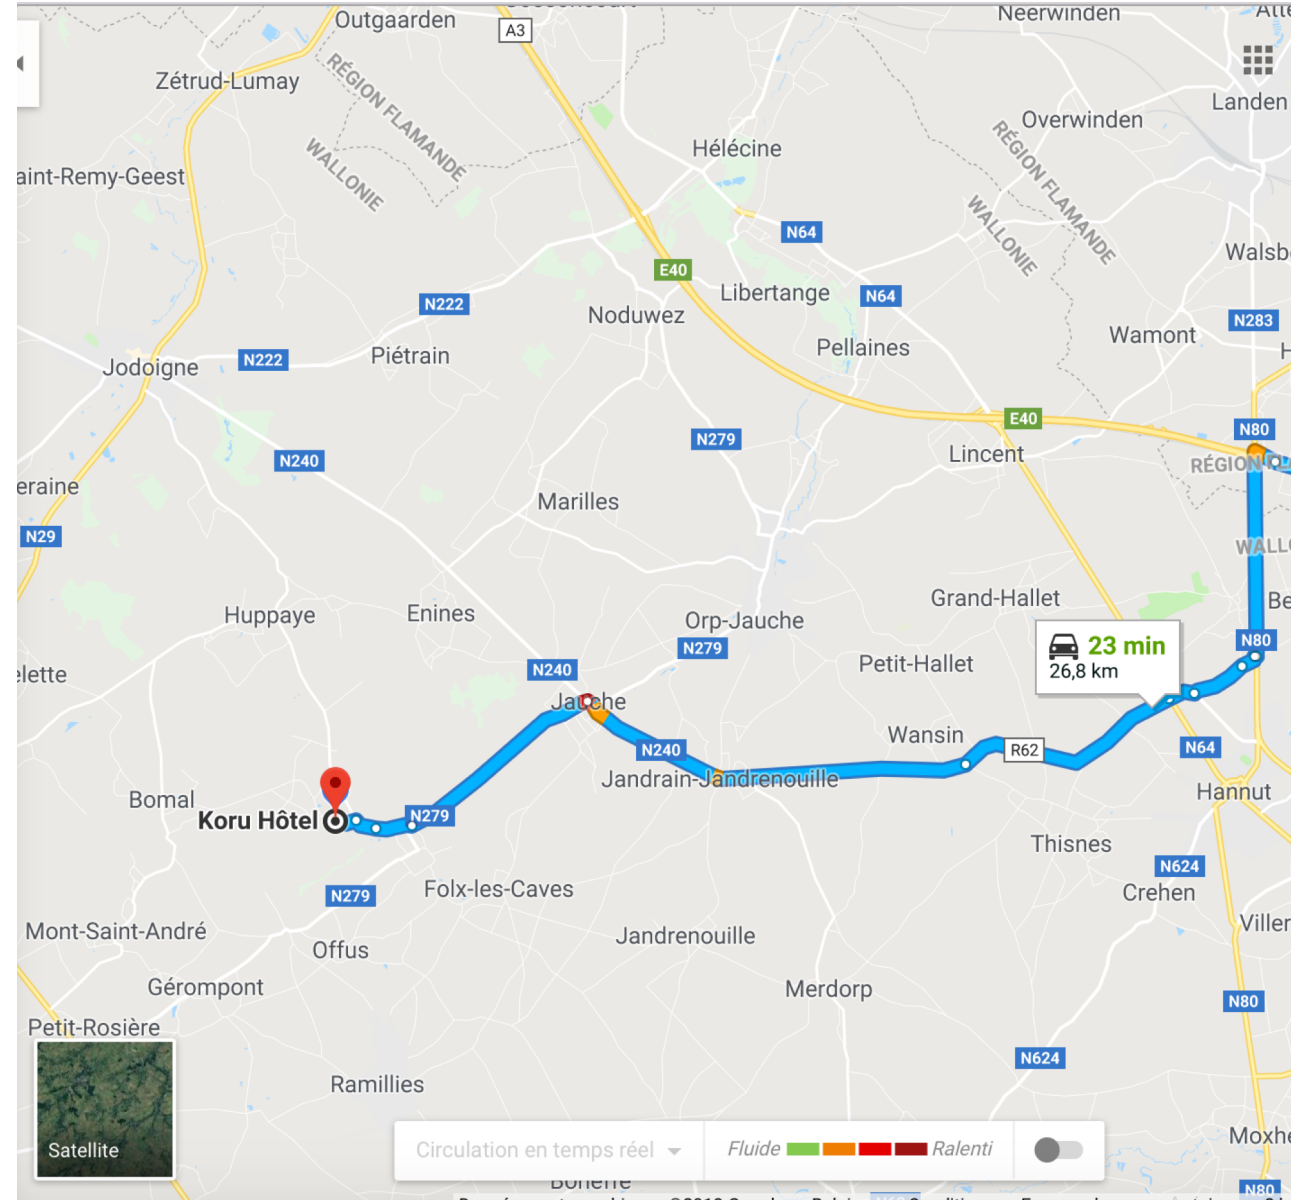 Outgaarden
A3
Neerwinden
Zétrud-Lumay
RÉGION FLAMANDE
WALLONIE
Landen
Overwinden
Hélécine
RÉGION FLAMANDE
WALLONIE
aint-Remy-Geest
N64
Walsb
E40
Libertange
N64
N222
Noduwez
N283
Wamont
Pellaines
Piétrain
N222
Jodoigne
E40
N80
N279
Lincent
N240
RÉGION FL
eraine
Marilles
N29
WALL
Grand-Hallet
Be
Huppaye
Enines
Orp-Jauche
N279
N80
23 min
26,8 km
Petit-Hallet
elette
N240
Jauche
Wansin
N240
R62
N64
Jandrain-Jandrenouille
Hannut
Bomal
Koru Hôtel
N279
Thisnes
N624
Crehen
Folx-les-Caves
N279
Viller
Mont-Saint-André
Jandrenouille
Offus
Gérompont
Merdorp
N80
Petit-Rosière
N624
Ramillies
Satellite
Circulation en temps réel
Fluide
Ralenti
Moxhe
N80